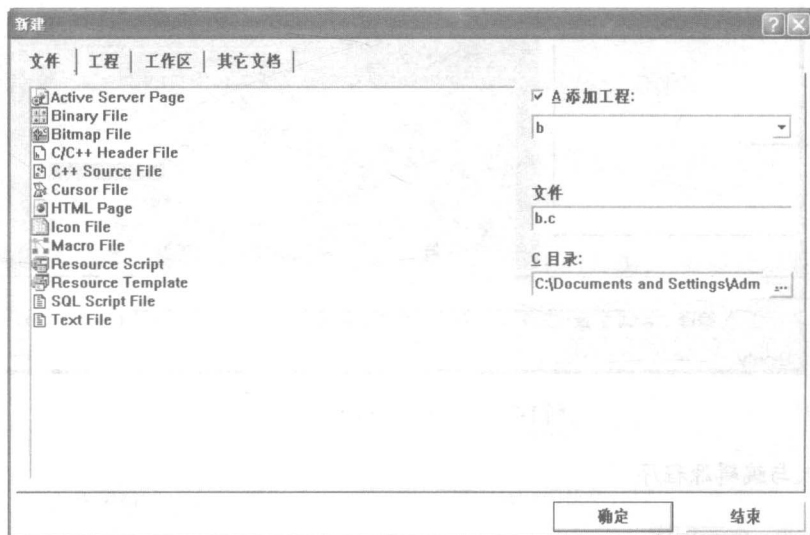 新建
文件 工程 工作区 其它文档
Active Server Page
Binary File
Bitmap File
C/C++ Header File
C++ Source File
Cursor File
HTML Page
Icon File
Macro File
Resource Script
Resource Template
SQL Script File
Text File
A 添加工程:
b
文件
b.c
C 目录:
C:\Documents and Settings\Adm ...
确定 结束